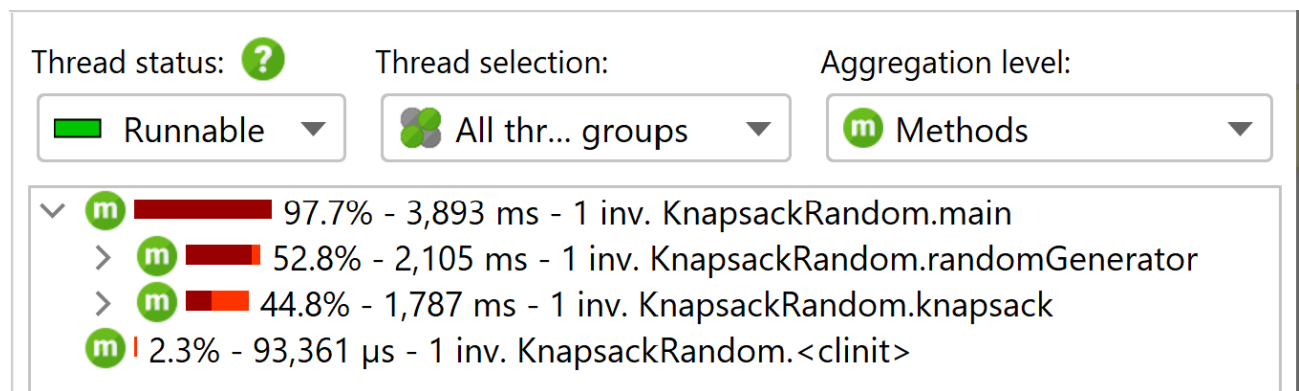 Thread status: ? Thread selection: Aggregation level:
Runnable All thr... groups m Methods
m 97.7% - 3,893 ms - 1 inv. KnapsackRandom.main
m 52.8% - 2,105 ms - 1 inv. KnapsackRandom.randomGenerator
m 44.8% - 1,787 ms - 1 inv. KnapsackRandom.knapsack
m 2.3% - 93,361 µs - 1 inv. KnapsackRandom.<clinit>